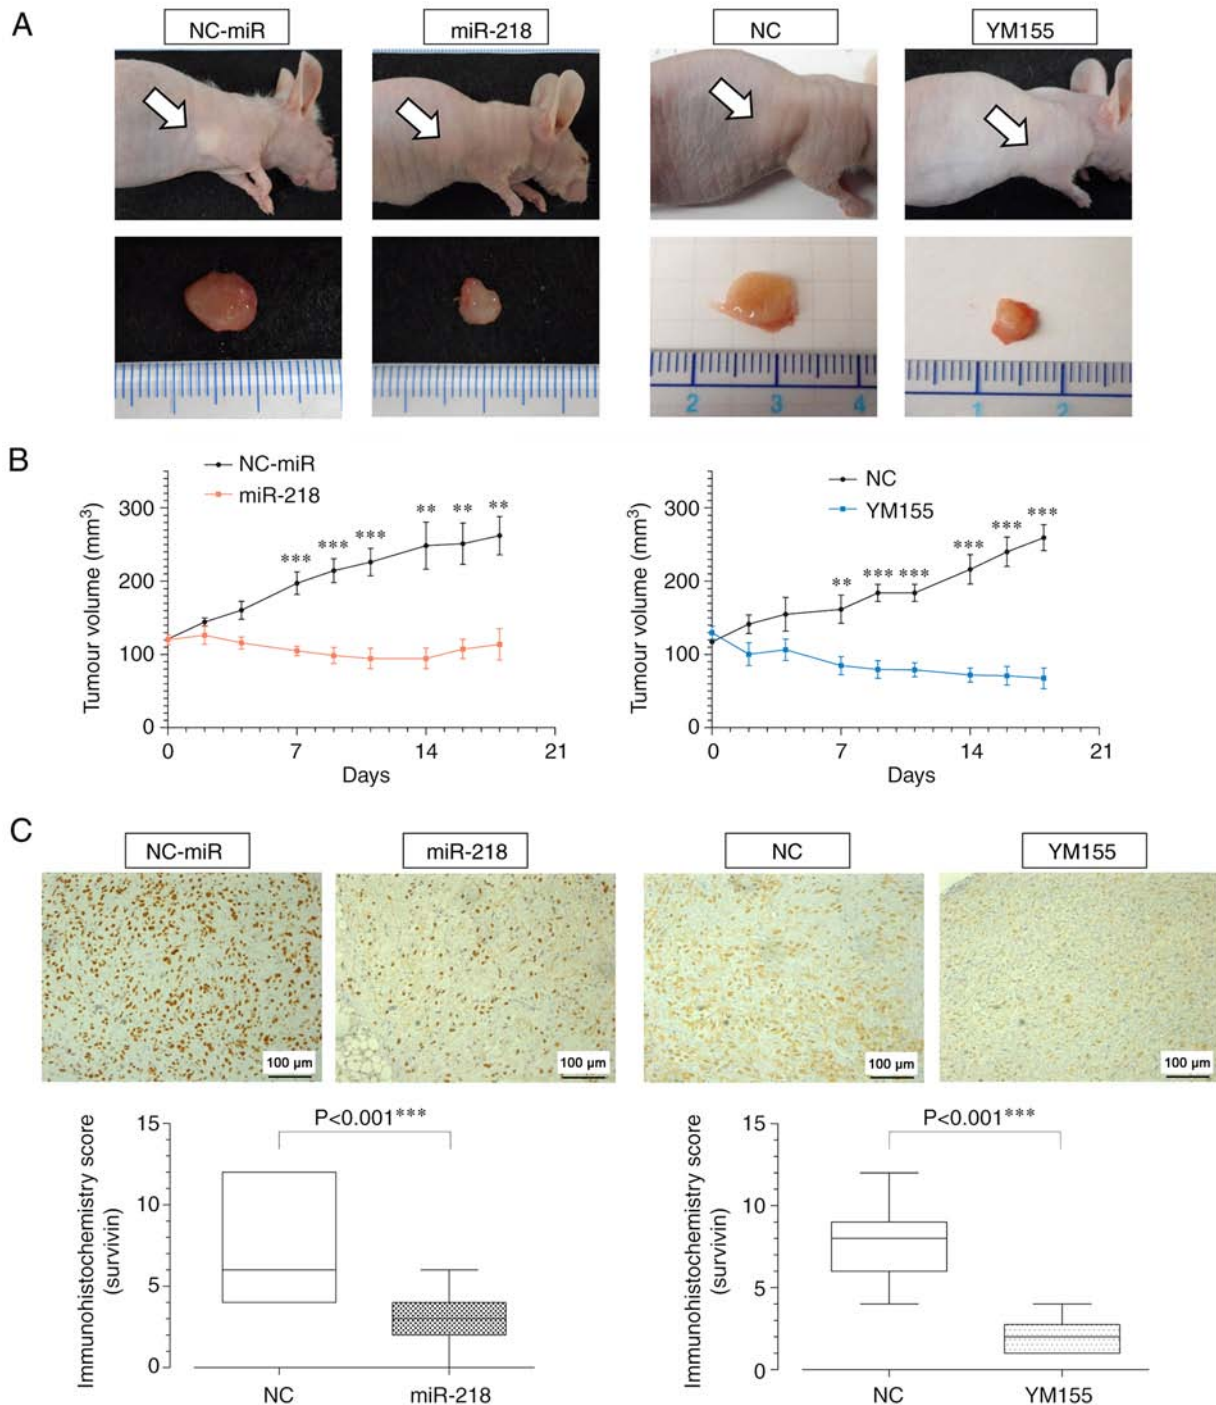 A
NC-miR
miR-218
NC
YM155
2 3 4
1 2
B
NC-miR
miR-218
Tumour volume (mm³)
300
200
100
0
*** *** *** ** ** **
0 7 14 21
Days
NC
YM155
Tumour volume (mm³)
300
200
100
0
** *** *** *** *** ***
0 7 14 21
Days
C
NC-miR
miR-218
NC
YM155
100 µm
100 µm
100 µm
100 µm
Immunohistochemistry score
(survivin)
15
10
5
0
P<0.001***
NC
miR-218
Immunohistochemistry score
(survivin)
15
10
5
0
P<0.001***
NC
YM155